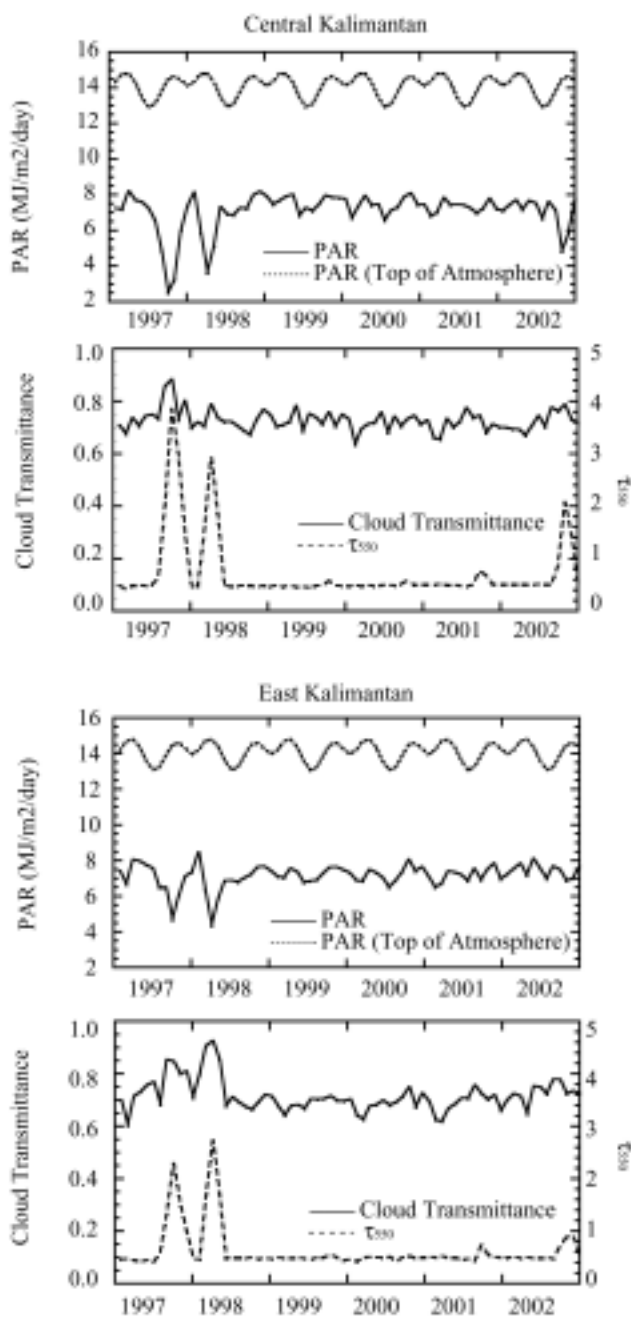 Central Kalimantan
16
14
12
10
8
6
4
2
PAR (MJ/m2/day)
PAR
PAR (Top of Atmosphere)
1997 1998 1999 2000 2001 2002
1.0
0.8
0.6
0.4
0.2
0.0
Cloud Transmittance
5
4
3
2
1
0
τ550
Cloud Transmittance
τ550
1997 1998 1999 2000 2001 2002
East Kalimantan
16
14
12
10
8
6
4
2
PAR (MJ/m2/day)
PAR
PAR (Top of Atmosphere)
1997 1998 1999 2000 2001 2002
1.0
0.8
0.6
0.4
0.2
0.0
Cloud Transmittance
5
4
3
2
1
0
τ550
Cloud Transmittance
τ550
1997 1998 1999 2000 2001 2002